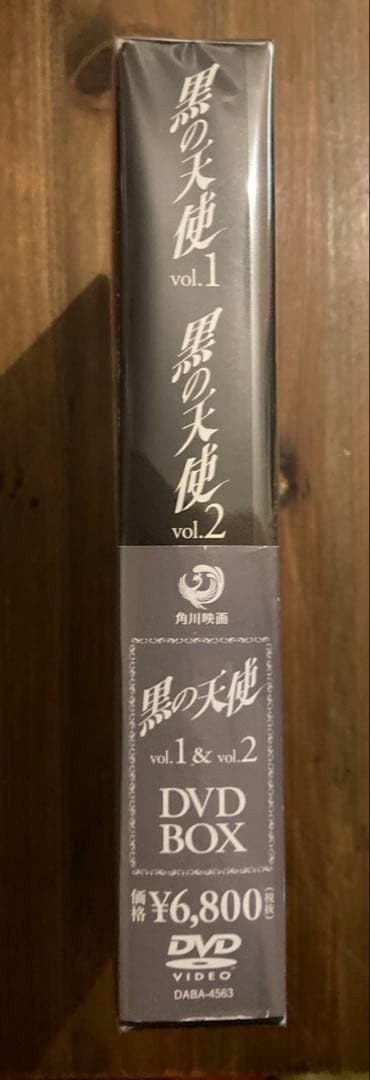 黒の天使
vol.1
黒の天使
vol.2
角川映画
黒の天使
vol.1 & vol.2
DVD
BOX
価格 ¥6,800 (税抜)
DVD
VIDEO
DABA-4563